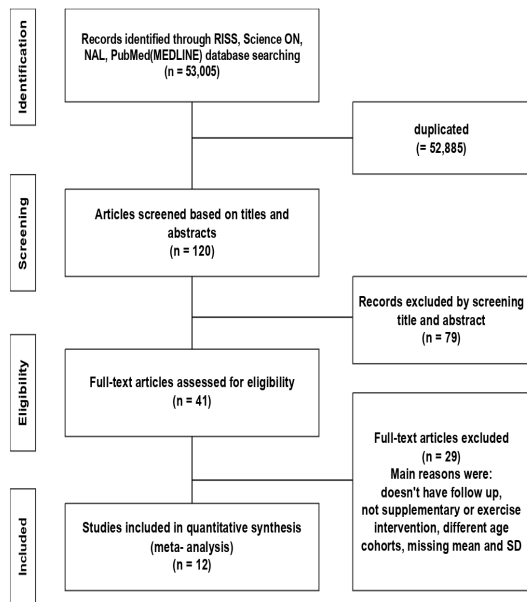 Identification
Records identified through RISS, Science ON,
NAL, PubMed(MEDLINE) database searching
(n = 53,005)
duplicated
(= 52,885)
Screening
Articles screened based on titles and
abstracts
(n = 120)
Records excluded by screening
title and abstract
(n = 79)
Eligibility
Full-text articles assessed for eligibility
(n = 41)
Full-text articles excluded
(n = 29)
Main reasons were:
doesn't have follow up,
not supplementary or exercise
intervention, different age
cohorts, missing mean and SD
Included
Studies included in quantitative synthesis
(meta- analysis)
(n = 12)